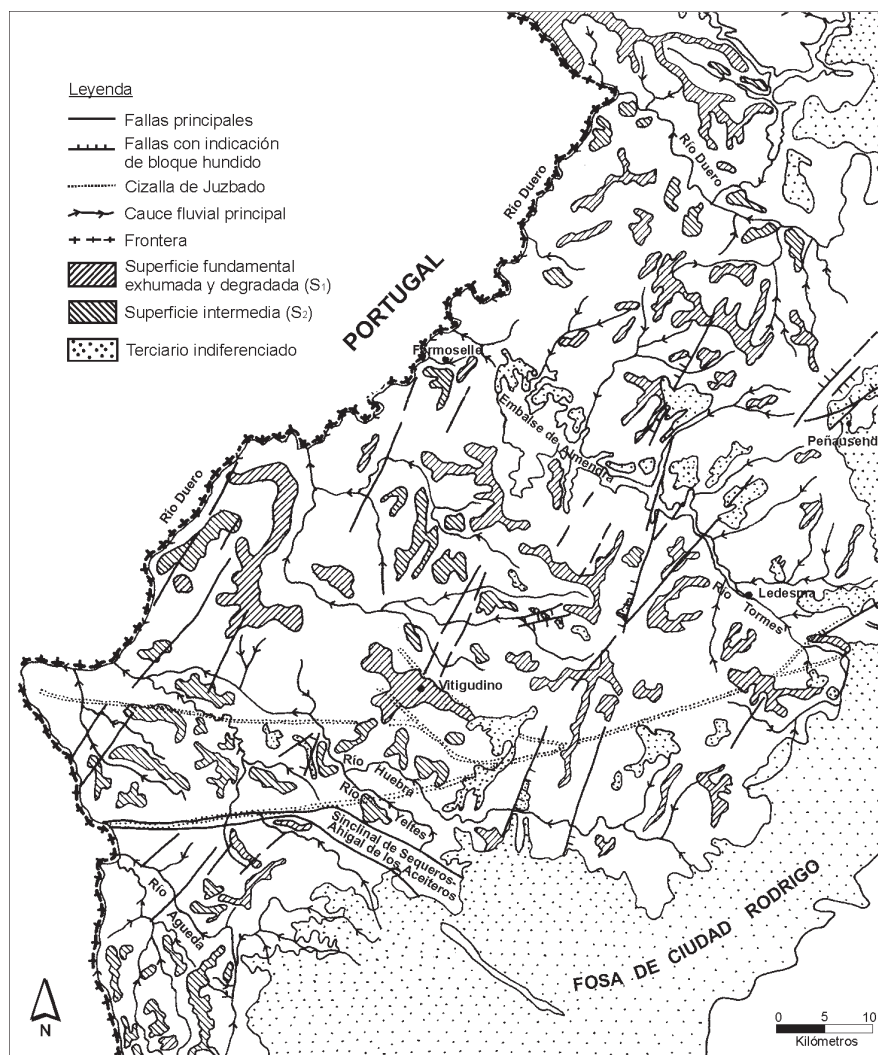 Leyenda
Fallas principales
Fallas con indicación
de bloque hundido
Cizalla de Juzbado
Cauce fluvial principal
Frontera
Superficie fundamental
exhumada y degradada (S1)
Superficie intermedia (S2)
Terciario indiferenciado
PORTUGAL
Río Duero
Río Duero
Fermoselle
Embalse de Almendra
Peñausend
Río Duero
Ledesma
Río Tormes
Vitigudino
Río Huebra
Río Yeltes
Sinclinal de Sequeros-
Ahigal de los Aceiteros
Río Agueda
FOSA DE CIUDAD RODRIGO
N
0 5 10
Kilómetros